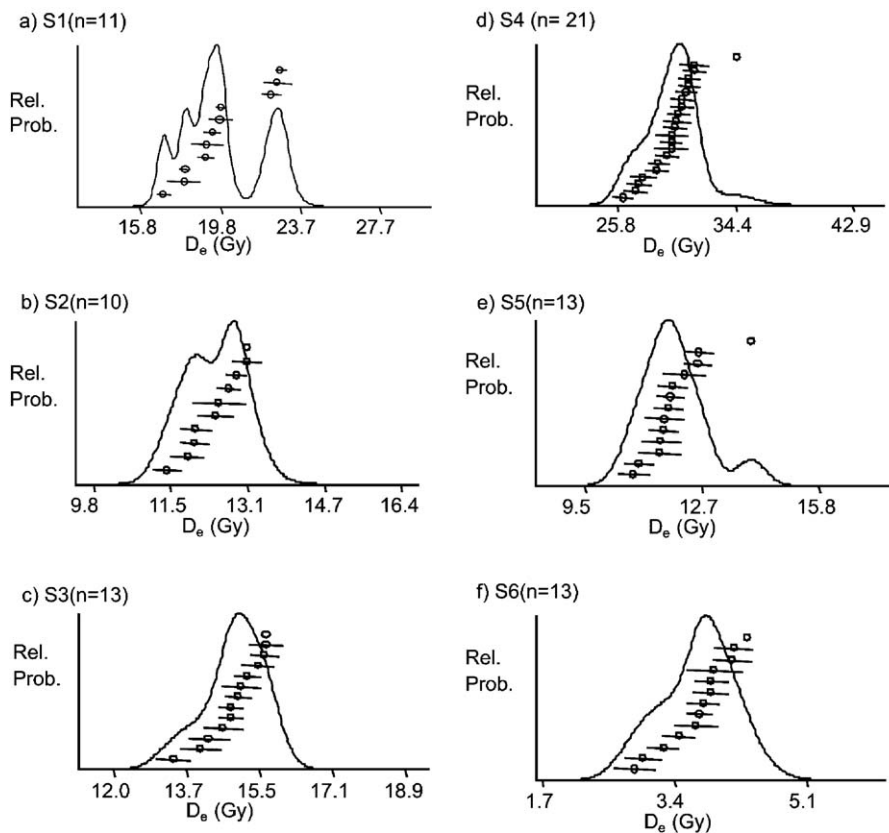 a) S1(n=11)
Rel.
Prob.
15.8 19.8 23.7 27.7
De (Gy)
b) S2(n=10)
Rel.
Prob.
9.8 11.5 13.1 14.7 16.4
De (Gy)
c) S3(n=13)
Rel.
Prob.
12.0 13.7 15.5 17.1 18.9
De (Gy)
d) S4 (n= 21)
Rel.
Prob.
25.8 34.4 42.9
De (Gy)
e) S5(n=13)
Rel.
Prob.
9.5 12.7 15.8
De (Gy)
f) S6(n=13)
Rel.
Prob.
1.7 3.4 5.1
De (Gy)